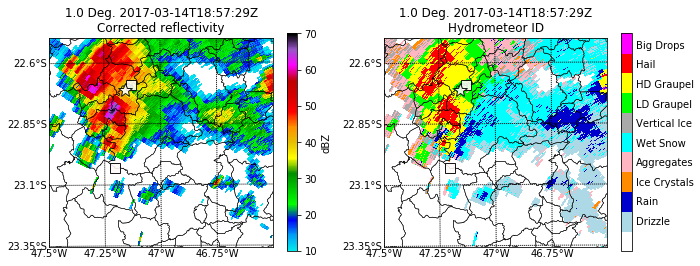 1.0 Deg. 2017-03-14T18:57:29Z
Corrected reflectivity
22.6°S
22.85°S
23.1°S
23.35°S
47.5°W
47.25°W
47°W
46.75°W
70
60
50
40
30
20
10
dBZ
1.0 Deg. 2017-03-14T18:57:29Z
Hydrometeor ID
22.6°S
22.85°S
23.1°S
23.35°S
47.5°W
47.25°W
47°W
46.75°W
Big Drops
Hail
HD Graupel
LD Graupel
Vertical Ice
Wet Snow
Aggregates
Ice Crystals
Rain
Drizzle